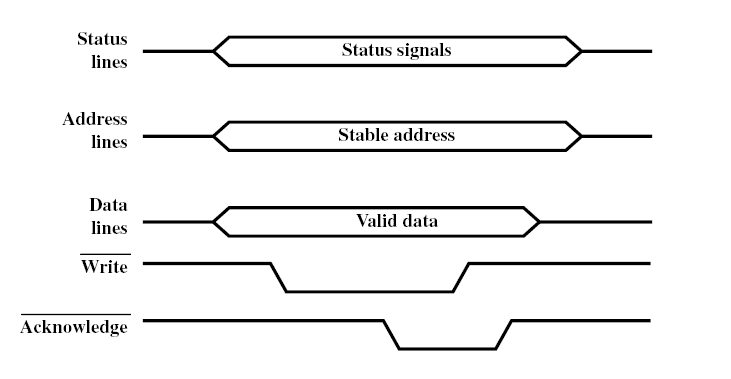 Status
lines
Status signals
Address
lines
Stable address
Data
lines
Valid data
Write
Acknowledge